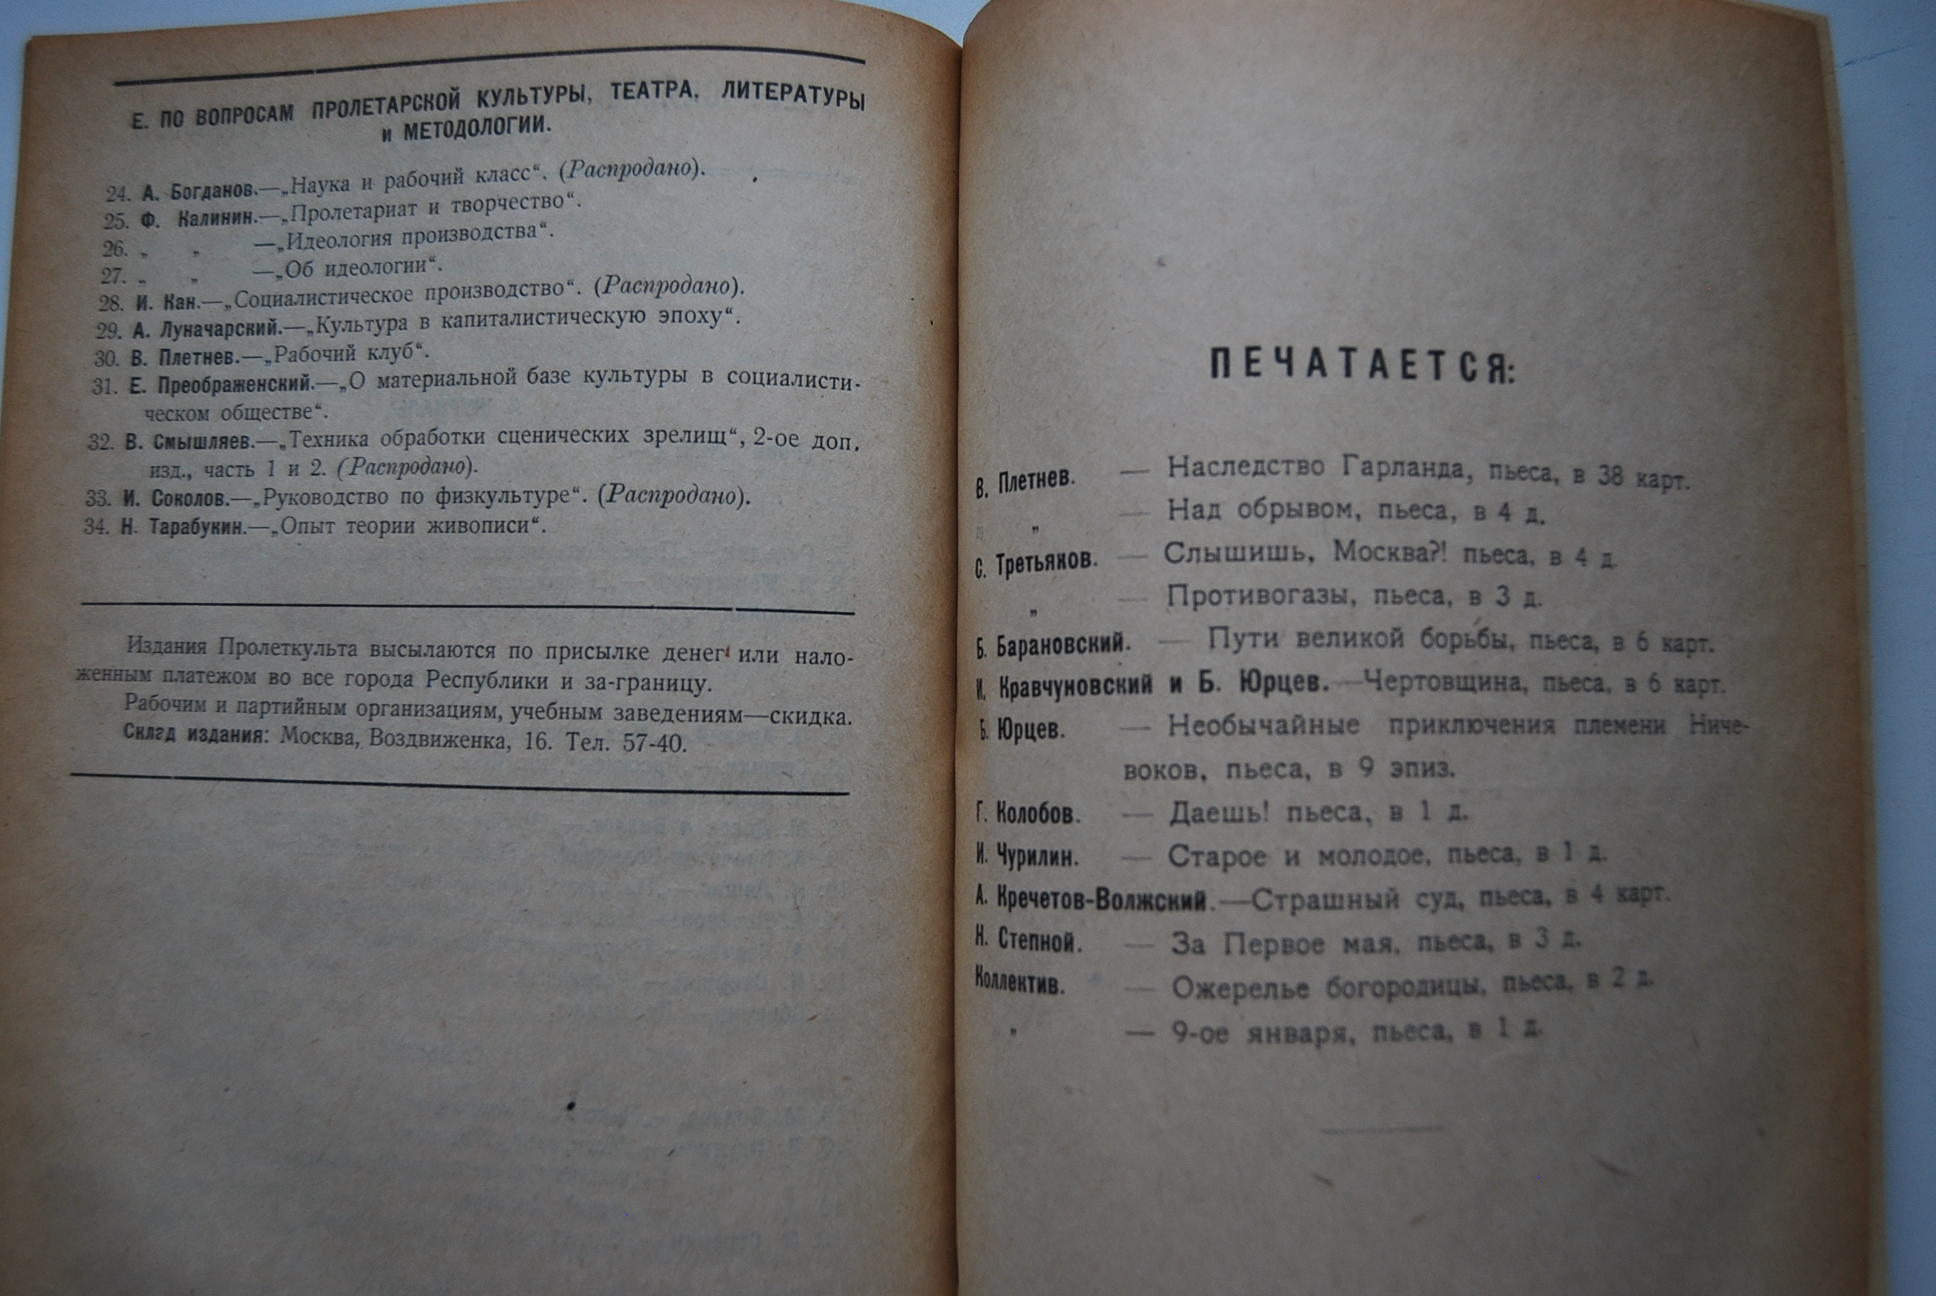 Е. ПО ВОПРОСАМ ПРОЛЕТАРСКОЙ КУЛЬТУРЫ, ТЕАТРА, ЛИТЕРАТУРЫ
и МЕТОДОЛОГИИ.
24. А. Богданов.—„Наука и рабочий класс“. (Распродано).
25. Ф. Калинин.—„Пролетариат и творчество“.
26. „ „ —„Идеология производства“.
27. „ „ —„Об идеологии“.
28. И. Кан.—„Социалистическое производство“. (Распродано).
29. А. Луначарский.—„Культура в капиталистическую эпоху“.
30. В. Плетнев.—„Рабочий клуб“.
31. Е. Преображенский.—„О материальной базе культуры в социалисти-
ческом обществе“.
32. В. Смышляев.—„Техника обработки сценических зрелищ“, 2-ое доп.
изд., часть 1 и 2. (Распродано).
33. И. Соколов.—„Руководство по физкультуре“. (Распродано).
34. Н. Тарабукин.—„Опыт теории живописи“.
Издания Пролеткульта высылаются по присылке денег или нало-
женным платежом во все города Республики и за-границу.
Рабочим и партийным организациям, учебным заведениям—скидка.
Склад издания: Москва, Воздвиженка, 16. Тел. 57-40.
ПЕЧАТАЕТСЯ:
В. Плетнев. — Наследство Гарланда, пьеса, в 38 карт.
„ — Над обрывом, пьеса, в 4 д.
С. Третьяков. — Слышишь, Москва?! пьеса, в 4 д.
„ — Противогазы, пьеса, в 3 д.
Б. Барановский. — Пути великой борьбы, пьеса, в 6 карт.
И. Кравчуновский и Б. Юрцев.—Чертовщина, пьеса, в 6 карт.
Б. Юрцев. — Необычайные приключения племени Ниче-
воков, пьеса, в 9 эпиз.
Г. Колобов. — Даешь! пьеса, в 1 д.
И. Чурилин. — Старое и молодое, пьеса, в 1 д.
А. Кречетов-Волжский.—Страшный суд, пьеса, в 4 карт.
Н. Степной. — За Первое мая, пьеса, в 3 д.
Коллектив. — Ожерелье богородицы, пьеса, в 2 д.
„ — 9-ое января, пьеса, в 1 д.